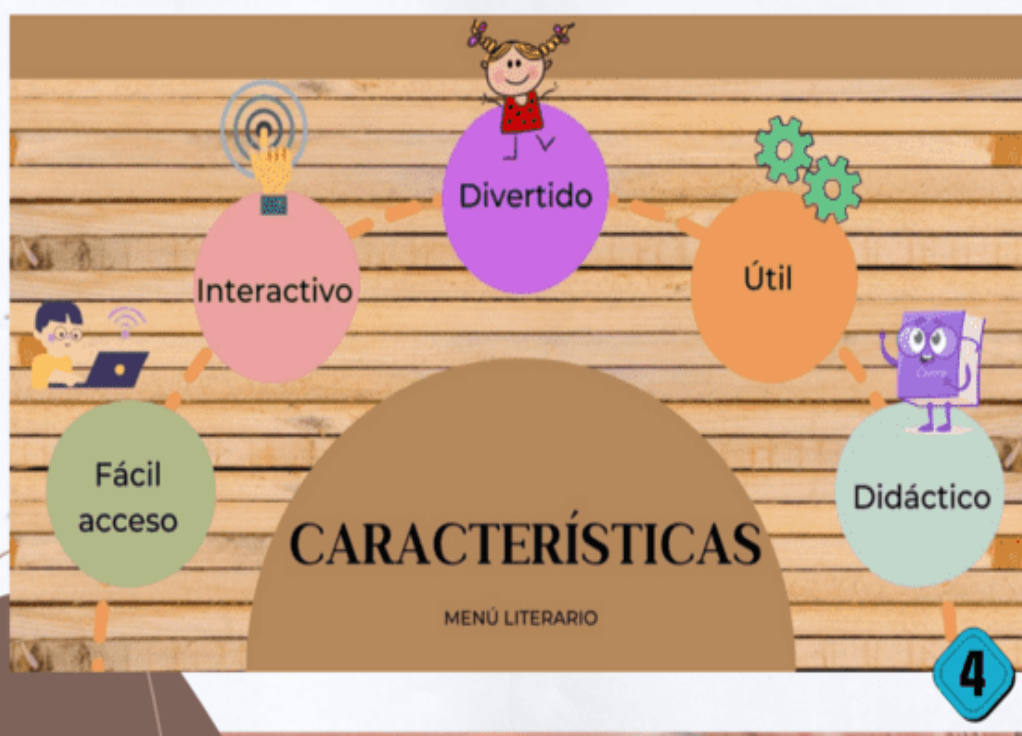 Divertido
Interactivo
Útil
Fácil
acceso
Didáctico
CARACTERÍSTICAS
MENÚ LITERARIO
4